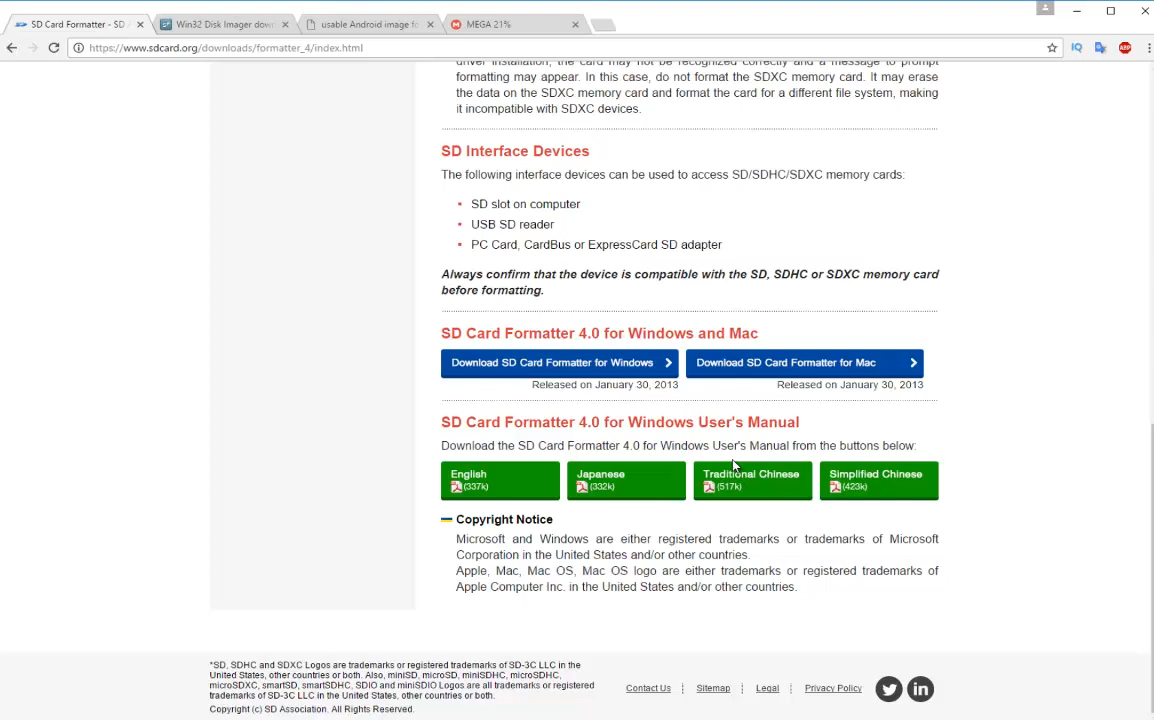 SD Card Formatter - SD
Win32 Disk Imager dow
usable Android image fo
MEGA 21%
https://www.sdcard.org/downloads/formatter_4/index.html
IQ
ABP
driver installation, the card may not be recognized correctly and a message to prompt
formatting may appear. In this case, do not format the SDXC memory card. It may erase
the data on the SDXC memory card and format the card for a different file system, making
it incompatible with SDXC devices.
SD Interface Devices
The following interface devices can be used to access SD/SDHC/SDXC memory cards:
SD slot on computer
USB SD reader
PC Card, CardBus or ExpressCard SD adapter
Always confirm that the device is compatible with the SD, SDHC or SDXC memory card
before formatting.
SD Card Formatter 4.0 for Windows and Mac
Download SD Card Formatter for Windows
Download SD Card Formatter for Mac
Released on January 30, 2013
Released on January 30, 2013
SD Card Formatter 4.0 for Windows User's Manual
Download the SD Card Formatter 4.0 for Windows User's Manual from the buttons below:
English
(337k)
Japanese
(332k)
Traditional Chinese
(517k)
Simplified Chinese
(423k)
Copyright Notice
Microsoft and Windows are either registered trademarks or trademarks of Microsoft
Corporation in the United States and/or other countries.
Apple, Mac, Mac OS, Mac OS logo are either trademarks or registered trademarks of
Apple Computer Inc. in the United States and/or other countries.
*SD, SDHC and SDXC Logos are trademarks or registered trademarks of SD-3C LLC in the
United States, other countries or both. Also, miniSD, microSD, miniSDHC, microSDHC,
microSDXC, smartSD, smartSDHC, SDIO and miniSDIO Logos are all trademarks or registered
trademarks of SD-3C LLC in the United States, other countries or both.
Copyright (c) SD Association. All Rights Reserved.
Contact Us
Sitemap
Legal
Privacy Policy
in